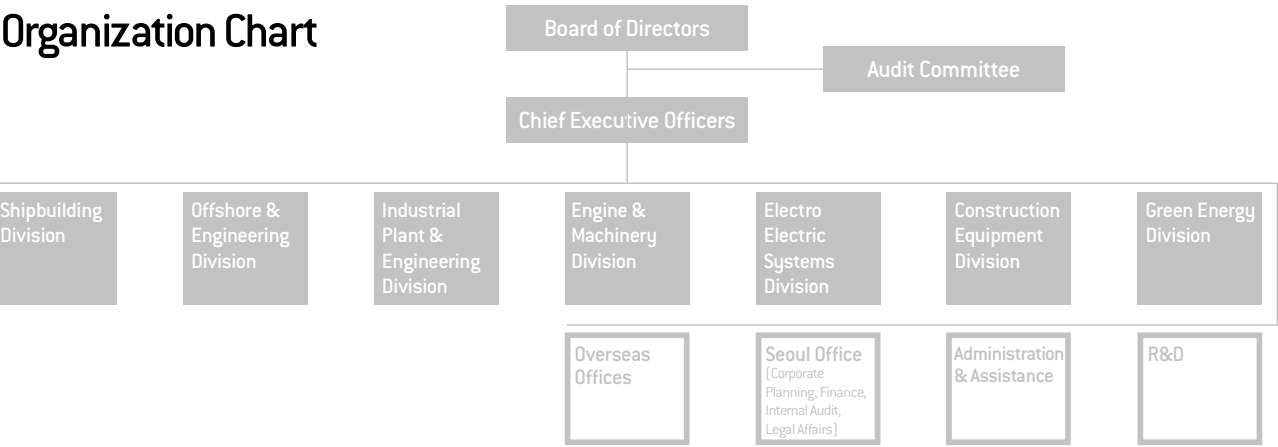 Organization Chart
Board of Directors
Audit Committee
Chief Executive Officers
Shipbuilding
Division
Offshore &
Engineering
Division
Industrial
Plant &
Engineering
Division
Engine &
Machinery
Division
Electro
Electric
Systems
Division
Construction
Equipment
Division
Green Energy
Division
Overseas
Offices
Seoul Office
(Corporate
Planning, Finance,
Internal Audit,
Legal Affairs)
Administration
& Assistance
R&D